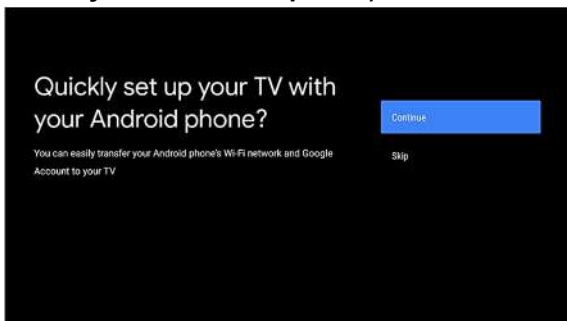 Quickly set up your TV with
your Android phone?
You can easily transfer your Android phone's Wi-Fi network and Google
Account to your TV
Continue
Skip